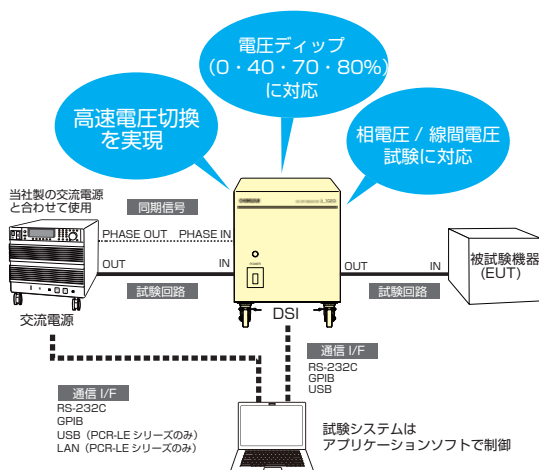 電圧ディップ
（0・40・70・80%）
に対応
高速電圧切換
を実現
相電圧 / 線間電圧
試験に対応
当社製の交流電源
と合わせて使用
同期信号
PHASE OUT
PHASE IN
OUT
IN
試験回路
交流電源
POWER
DSI
OUT
IN
試験回路
被試験機器
(EUT)
通信 I/F
RS-232C
GPIB
USB
通信 I/F
RS-232C
GPIB
USB（PCR-LE シリーズのみ）
LAN（PCR-LE シリーズのみ）
試験システムは
アプリケーションソフトで制御